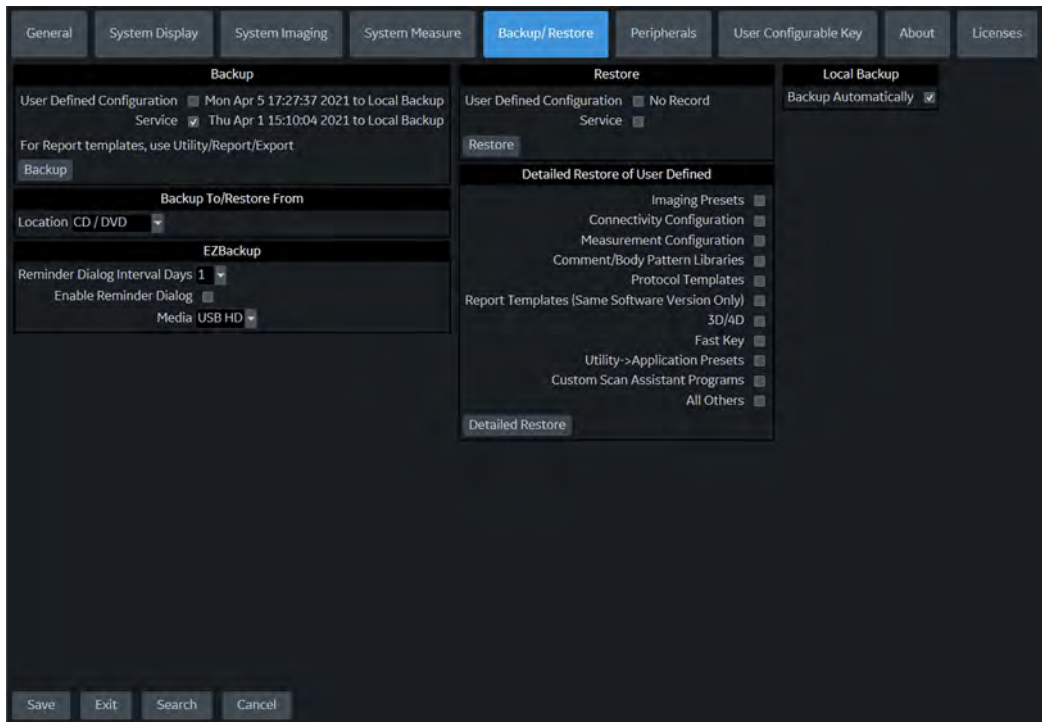 General
System Display
System Imaging
System Measure
Backup/Restore
Peripherals
User Configurable Key
About
Licenses
Backup
User Defined Configuration Mon Apr 5 17:27:37 2021 to Local Backup
Service Thu Apr 1 15:10:04 2021 to Local Backup
For Report templates, use Utility/Report/Export
Backup
Backup To/Restore From
Location CD / DVD
EZBackup
Reminder Dialog Interval Days 1
Enable Reminder Dialog
Media USB HD
Restore
User Defined Configuration No Record
Service
Restore
Detailed Restore of User Defined
Imaging Presets
Connectivity Configuration
Measurement Configuration
Comment/Body Pattern Libraries
Protocol Templates
Report Templates (Same Software Version Only)
3D/4D
Fast Key
Utility->Application Presets
Custom Scan Assistant Programs
All Others
Detailed Restore
Local Backup
Backup Automatically
Save
Exit
Search
Cancel